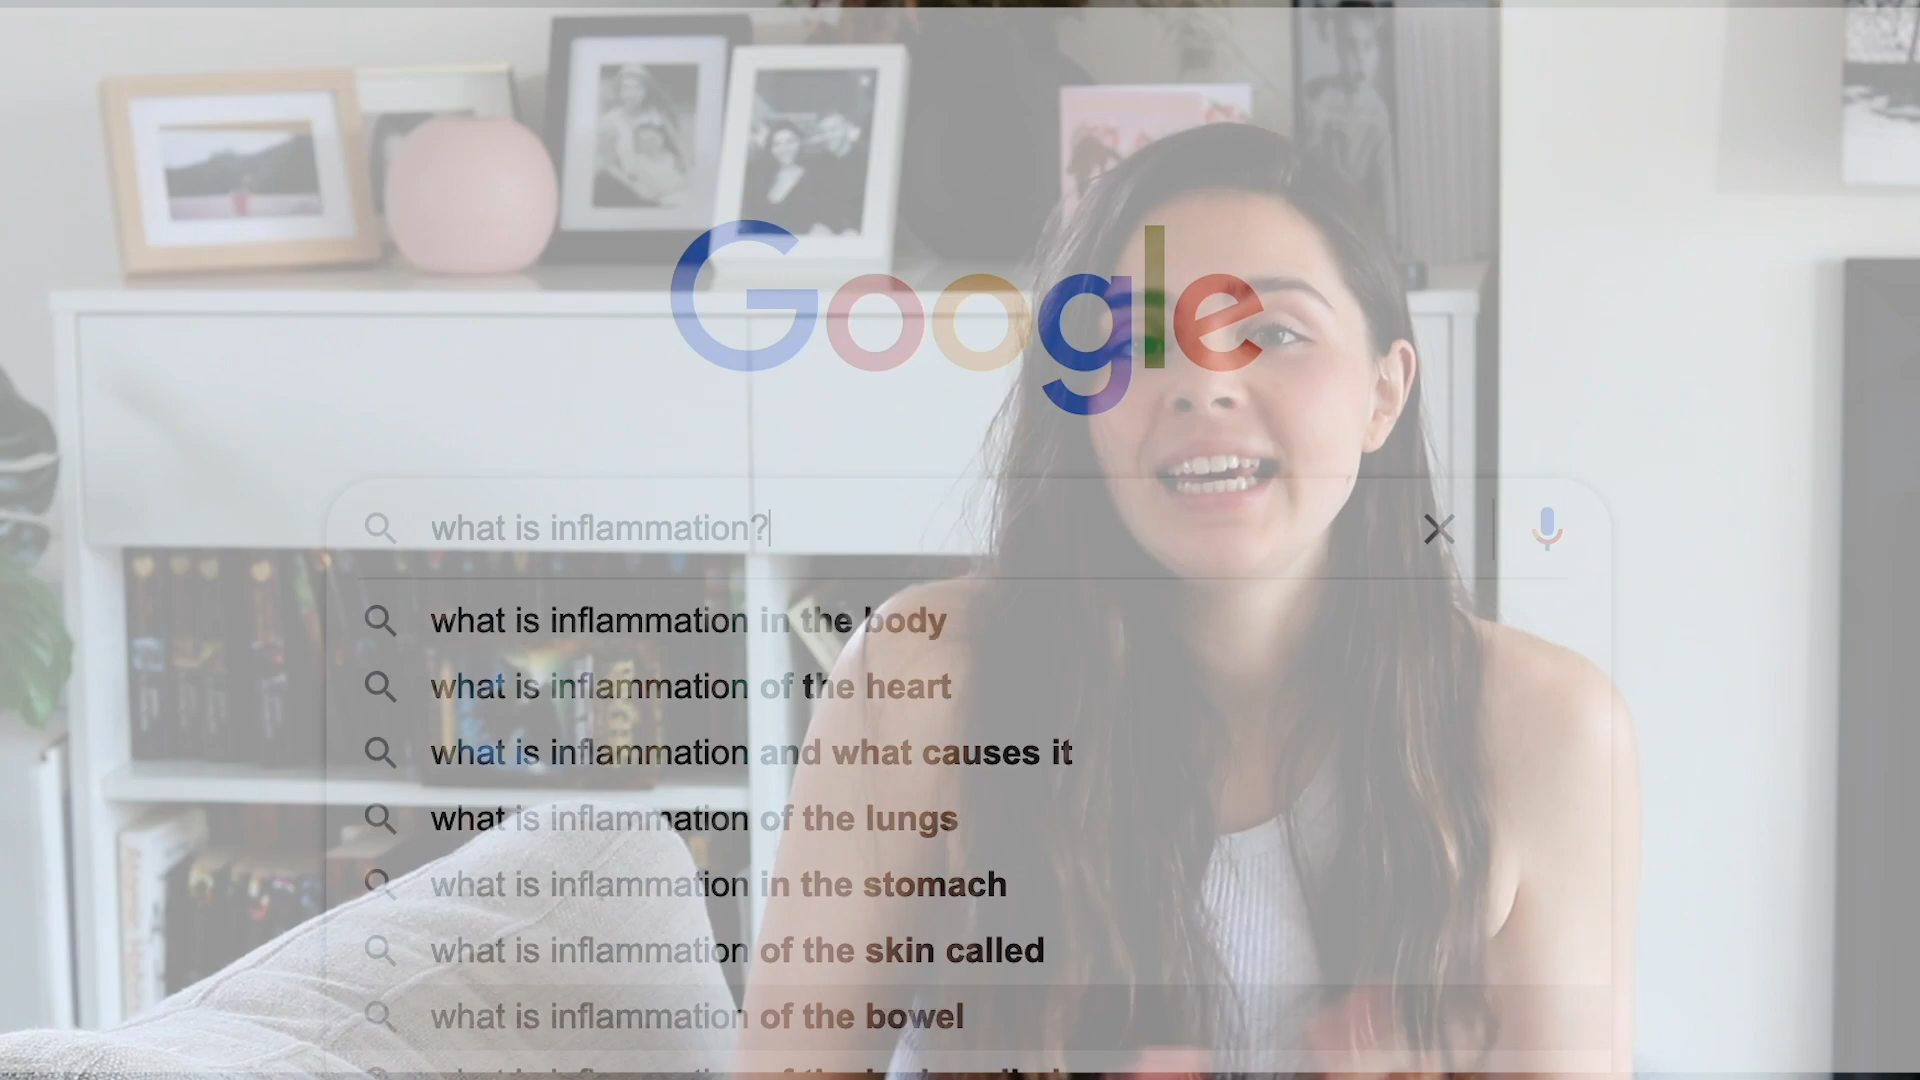 Google
what is inflammation?
what is inflammation in the body
what is inflammation of the heart
what is inflammation and what causes it
what is inflammation of the lungs
what is inflammation in the stomach
what is inflammation of the skin called
what is inflammation of the bowel